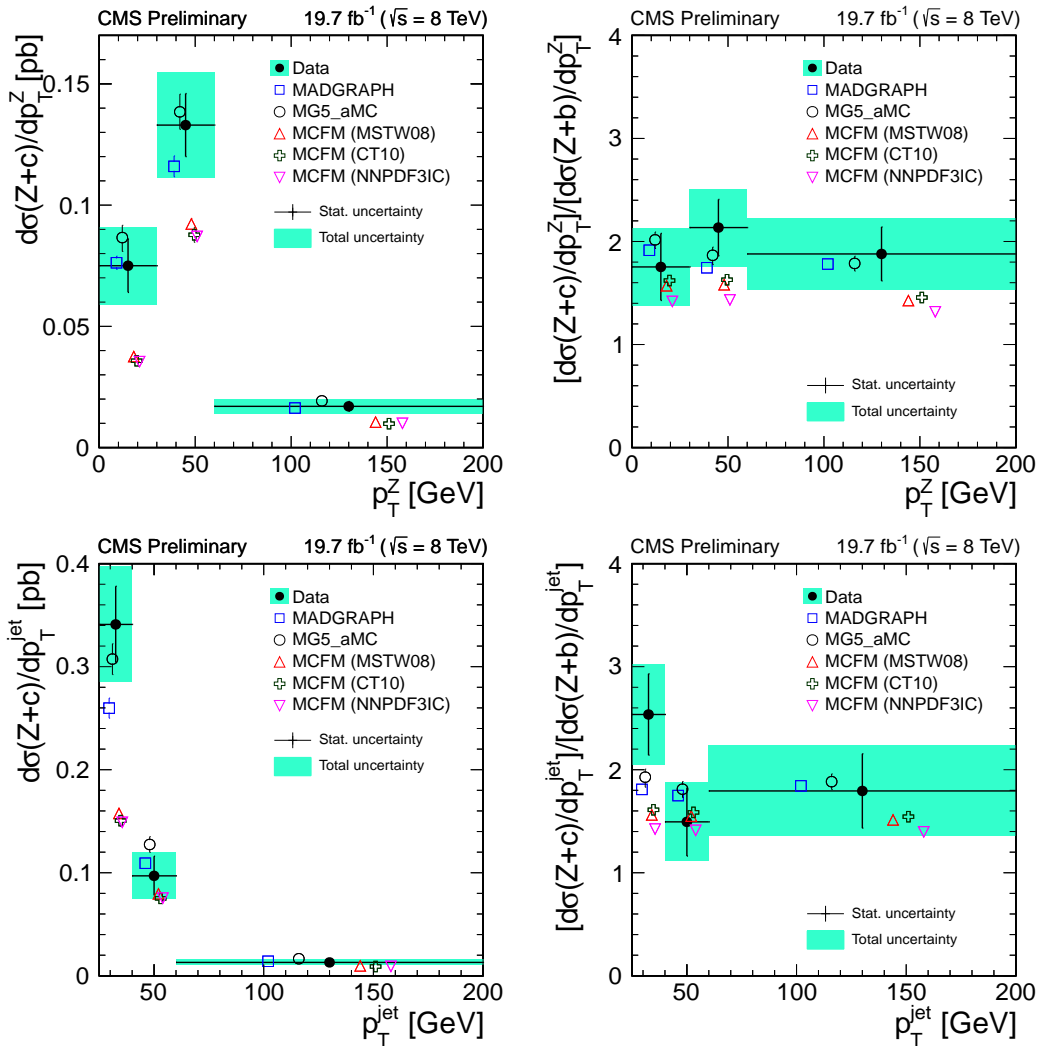 CMS Preliminary 19.7 fb⁻¹ (√s = 8 TeV)
dσ(Z+c)/dp_T^Z [pb]
0.15
0.1
0.05
0
Data
MADGRAPH
MG5_aMC
MCFM (MSTW08)
MCFM (CT10)
MCFM (NNPDF3IC)
Stat. uncertainty
Total uncertainty
0 50 100 150 200
p_T^Z [GeV]
CMS Preliminary 19.7 fb⁻¹ (√s = 8 TeV)
[dσ(Z+c)/dp_T^Z]/[dσ(Z+b)/dp_T^Z]
4
3
2
1
0
Data
MADGRAPH
MG5_aMC
MCFM (MSTW08)
MCFM (CT10)
MCFM (NNPDF3IC)
Stat. uncertainty
Total uncertainty
0 50 100 150 200
p_T^Z [GeV]
CMS Preliminary 19.7 fb⁻¹ (√s = 8 TeV)
dσ(Z+c)/dp_T^jet [pb]
0.4
0.3
0.2
0.1
0
Data
MADGRAPH
MG5_aMC
MCFM (MSTW08)
MCFM (CT10)
MCFM (NNPDF3IC)
Stat. uncertainty
Total uncertainty
50 100 150 200
p_T^jet [GeV]
CMS Preliminary 19.7 fb⁻¹ (√s = 8 TeV)
[dσ(Z+c)/dp_T^jet]/[dσ(Z+b)/dp_T^jet]
4
3
2
1
0
Data
MADGRAPH
MG5_aMC
MCFM (MSTW08)
MCFM (CT10)
MCFM (NNPDF3IC)
Stat. uncertainty
Total uncertainty
50 100 150 200
p_T^jet [GeV]